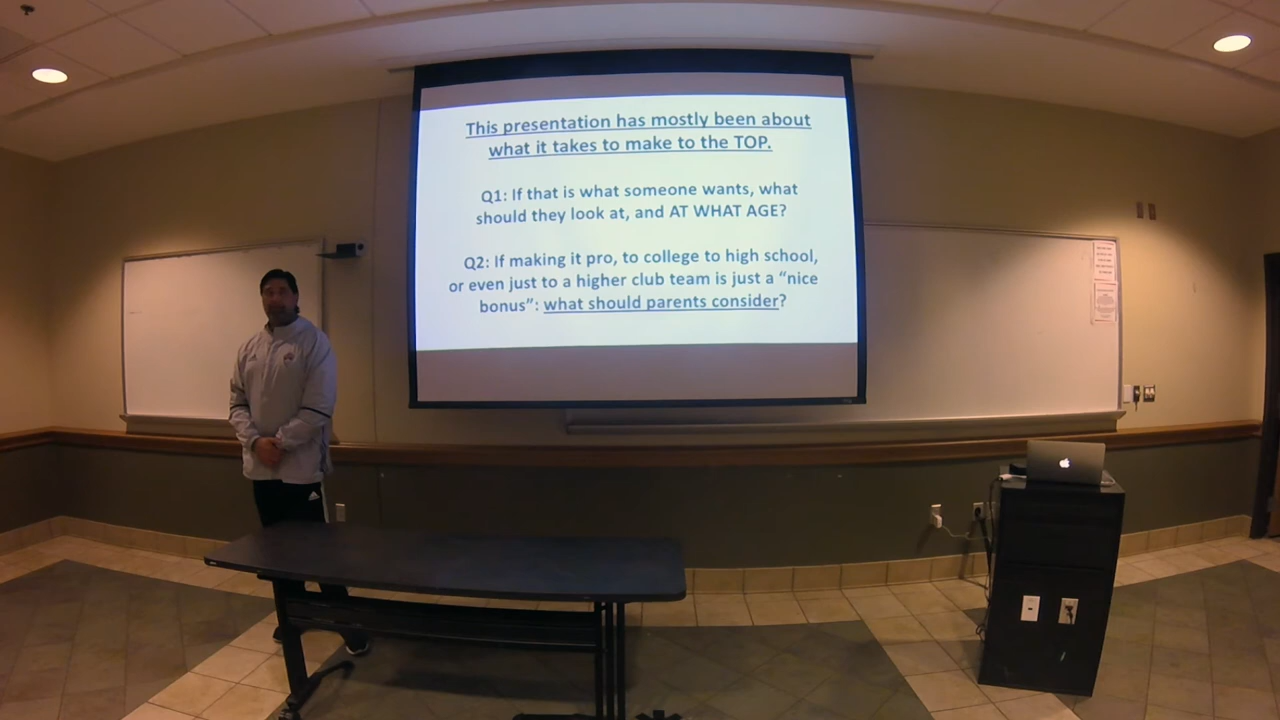 This presentation has mostly been about
what it takes to make to the TOP.
Q1: If that is what someone wants, what
should they look at, and AT WHAT AGE?
Q2: If making it pro, to college to high school,
or even just to a higher club team is just a “nice
bonus”: what should parents consider?